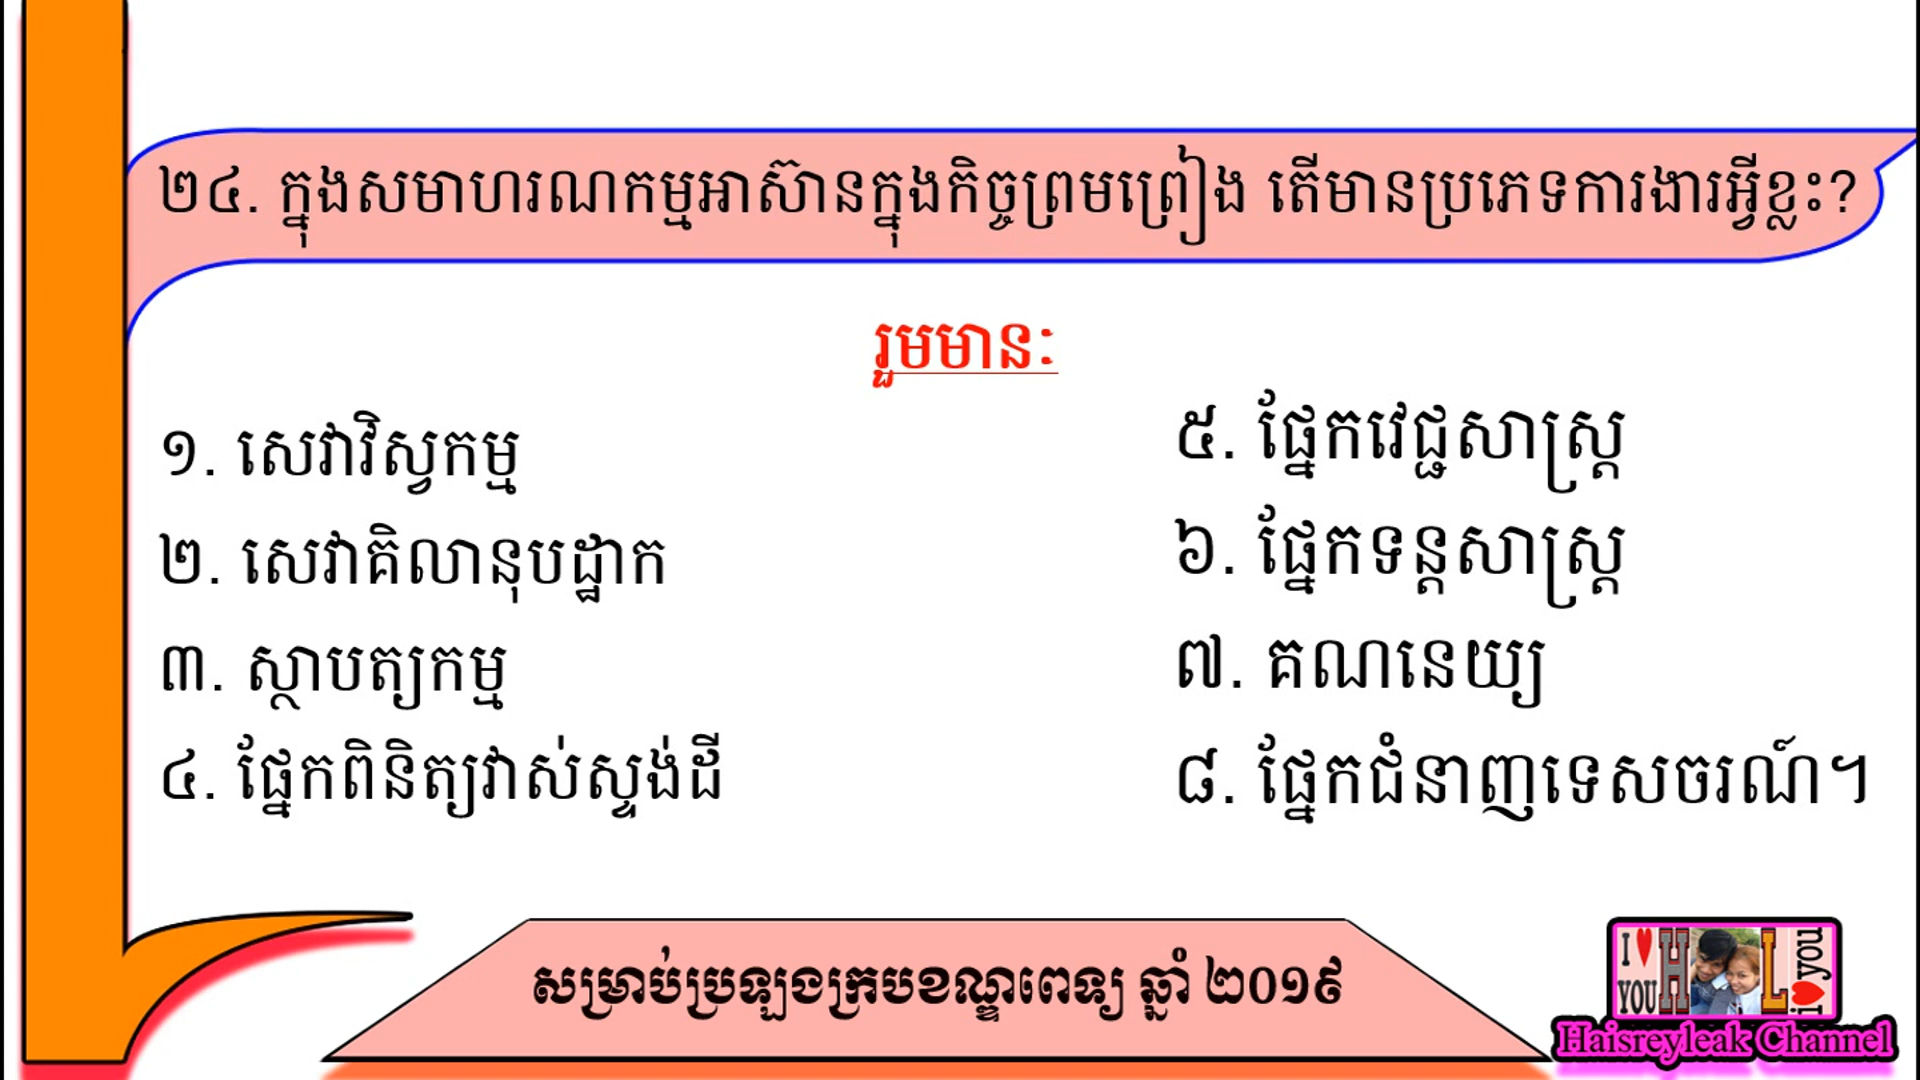 ២៤. ក្នុងសមាហរណកម្មអាស៊ានក្នុងកិច្ចព្រមព្រៀង តើមានប្រភេទការងារអ្វីខ្លះ?
រួមមានៈ
១. សេវាវិស្វកម្ម
២. សេវាគិលានុបដ្ឋាក
៣. ស្ថាបត្យកម្ម
៤. ផ្នែកពិនិត្យវាស់ស្ទង់ដី
៥. ផ្នែកវេជ្ជសាស្ត្រ
៦. ផ្នែកទន្តសាស្ត្រ
៧. គណនេយ្យ
៨. ផ្នែកជំនាញទេសចរណ៍។
សម្រាប់ប្រឡងក្របខណ្ឌពេទ្យ ឆ្នាំ ២០១៩
I ♥ YOU
H L
i ♥ you
Haisreyleak Channel